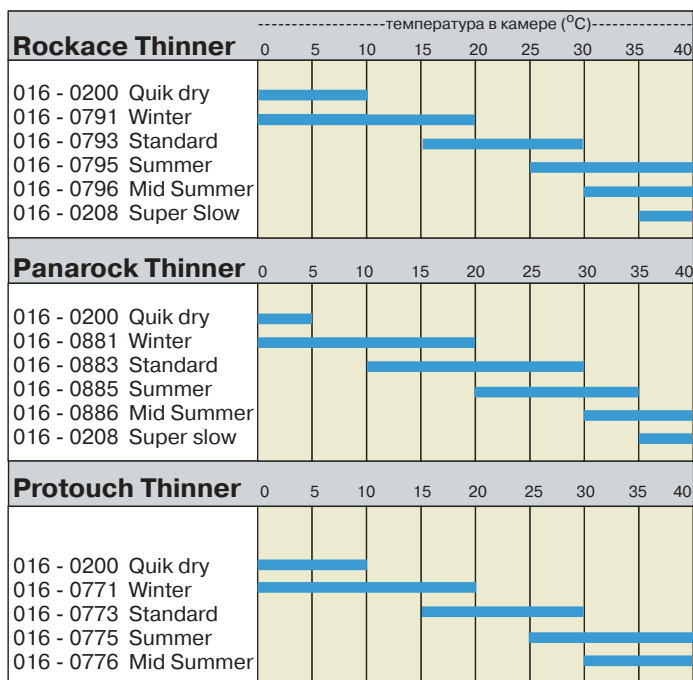 ----------------температура в камере (°C)-------------
Rockace Thinner 0 5 10 15 20 25 30 35 40
016 - 0200 Quik dry
016 - 0791 Winter
016 - 0793 Standard
016 - 0795 Summer
016 - 0796 Mid Summer
016 - 0208 Super Slow
Panarock Thinner 0 5 10 15 20 25 30 35 40
016 - 0200 Quik dry
016 - 0881 Winter
016 - 0883 Standard
016 - 0885 Summer
016 - 0886 Mid Summer
016 - 0208 Super slow
Protouch Thinner 0 5 10 15 20 25 30 35 40
016 - 0200 Quik dry
016 - 0771 Winter
016 - 0773 Standard
016 - 0775 Summer
016 - 0776 Mid Summer